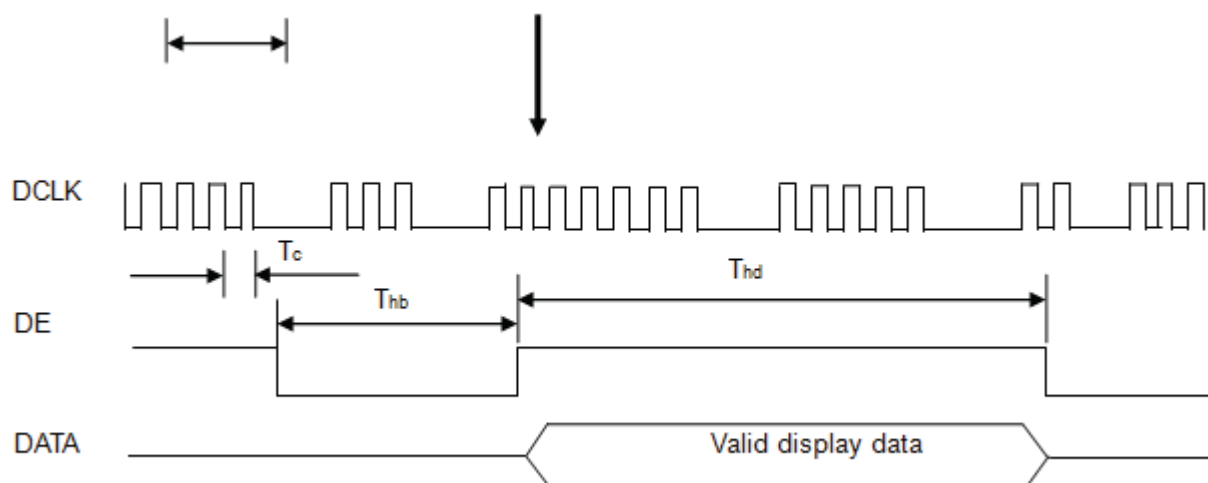 DCLK
Tc
Thd
Thb
DE
DATA
Valid display data